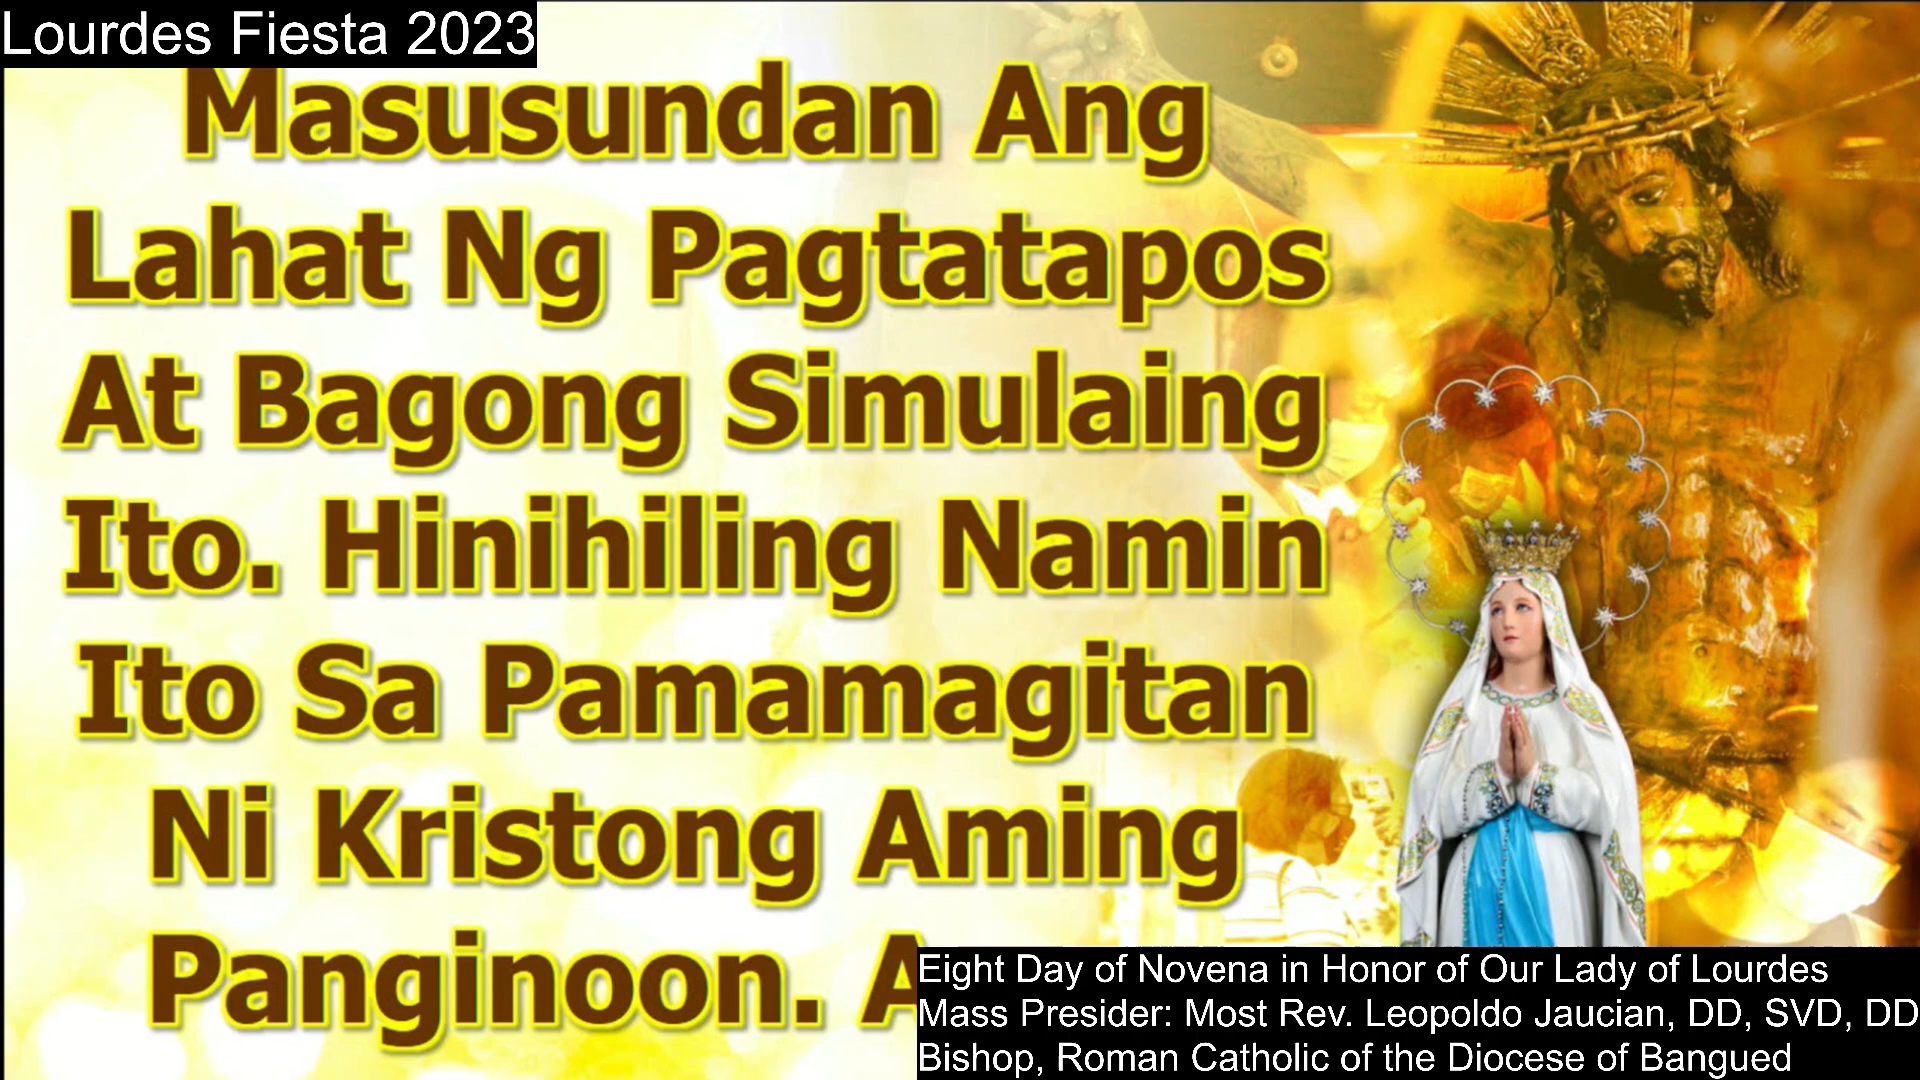 Lourdes Fiesta 2023
Masusundan Ang
Lahat Ng Pagtatapos
At Bagong Simulaing
Ito. Hinihiling Namin
Ito Sa Pamamagitan
Ni Kristong Aming
Panginoon.
Eight Day of Novena in Honor of Our Lady of Lourdes
Mass Presider: Most Rev. Leopoldo Jaucian, DD, SVD, DD
Bishop, Roman Catholic of the Diocese of Bangued